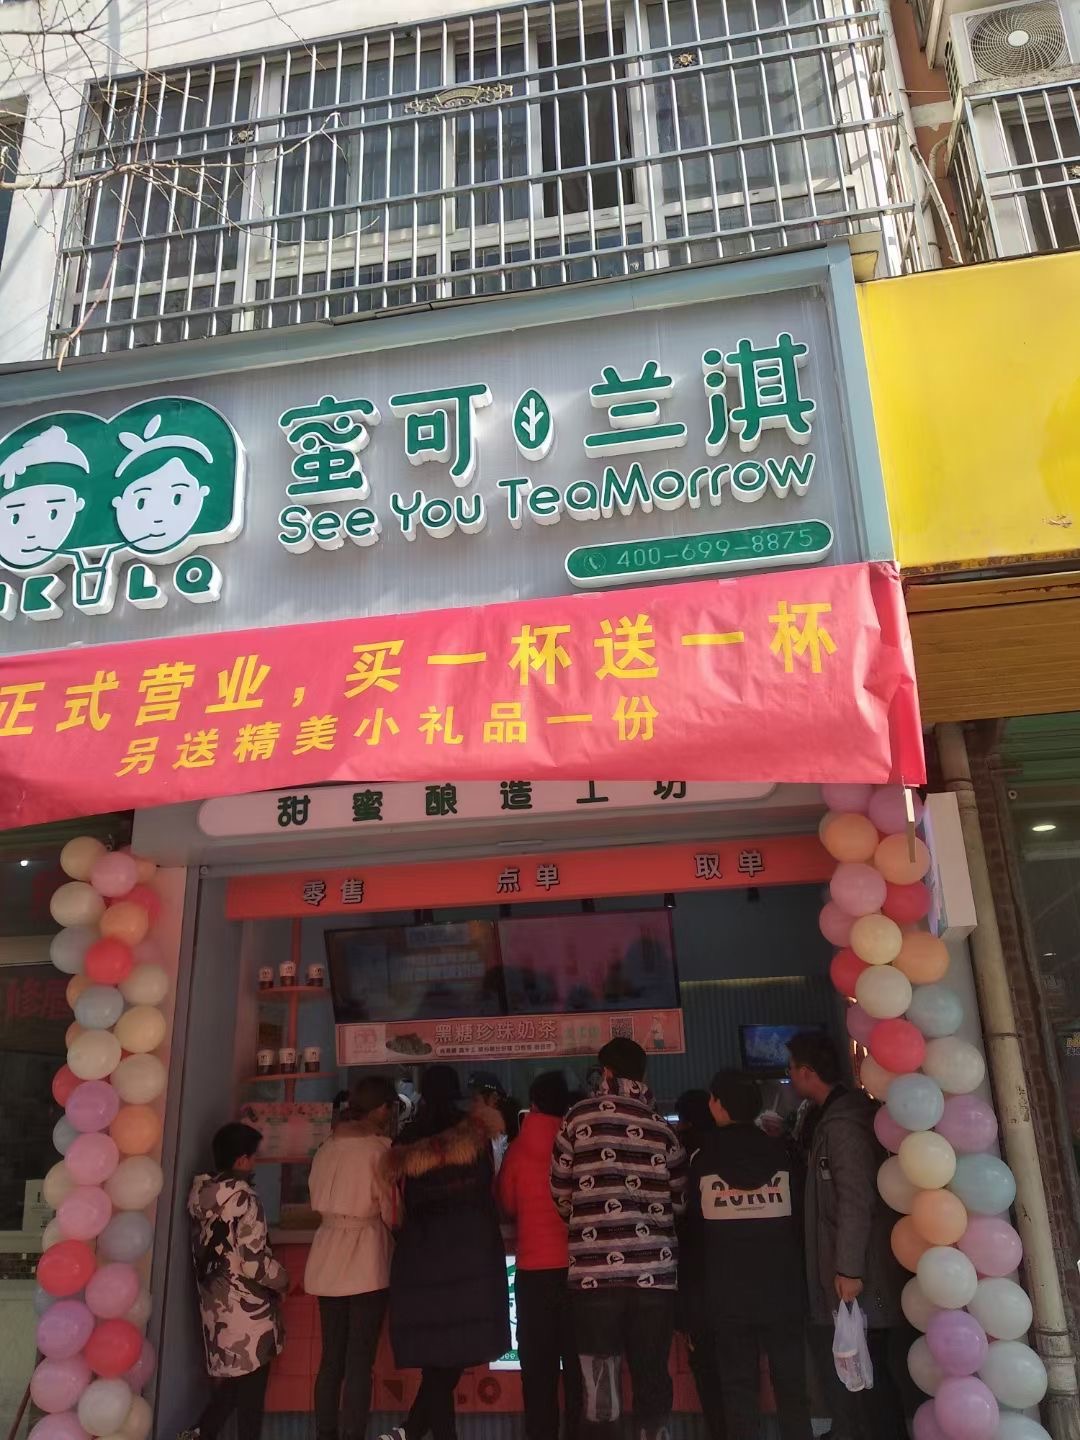 蜜可兰淇
See You TeaMorrow
400-699-8875
正式营业，买一杯送一杯
另送精美小礼品一份
甜蜜酿造工坊
零售 点单 取单
黑糖珍珠奶茶
20KK